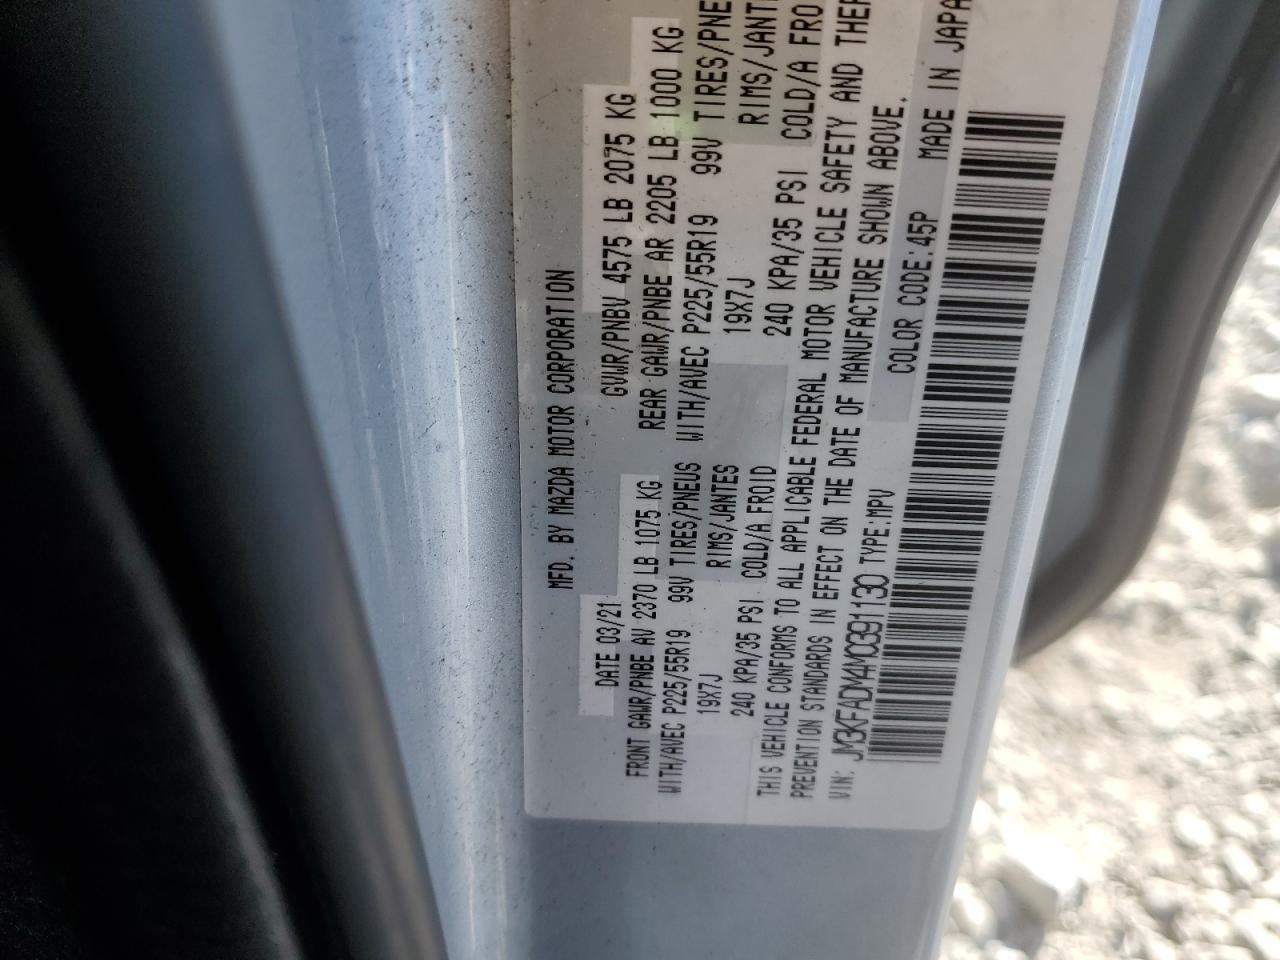 MFD. BY MAZDA MOTOR CORPORATION
DATE 03/21 GVWR/PNBV 4575 LB 2075 KG
FRONT GAWR/PNBE AV 2370 LB 1075 KG REAR GAWR/PNBE AR 2205 LB 1000 KG
WITH/AVEC P225/55R19 99V TIRES/PNEUS WITH/AVEC P225/55R19 99V TIRES/PNE
19X7J RIMS/JANTES 19X7J RIMS/JANT
240 KPA/35 PSI COLD/A FROID 240 KPA/35 PSI COLD/A FRO
THIS VEHICLE CONFORMS TO ALL APPLICABLE FEDERAL MOTOR VEHICLE SAFETY AND THEF
PREVENTION STANDARDS IN EFFECT ON THE DATE OF MANUFACTURE SHOWN ABOVE.
VIN: JM3KFADM4M0391130 TYPE:MPV COLOR CODE:45P MADE IN JAPA